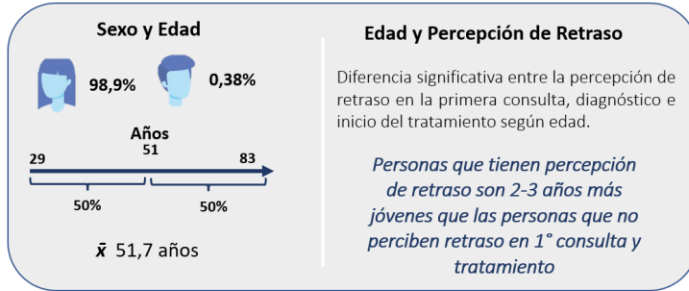 Sexo y Edad
98,9%
0,38%
Años
29
51
83
50%
50%
x̄ 51,7 años
Edad y Percepción de Retraso
Diferencia significativa entre la percepción de
retraso en la primera consulta, diagnóstico e
inicio del tratamiento según edad.
Personas que tienen percepción
de retraso son 2-3 años más
jóvenes que las personas que no
perciben retraso en 1° consulta y
tratamiento